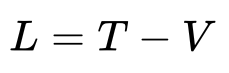 L = T − V